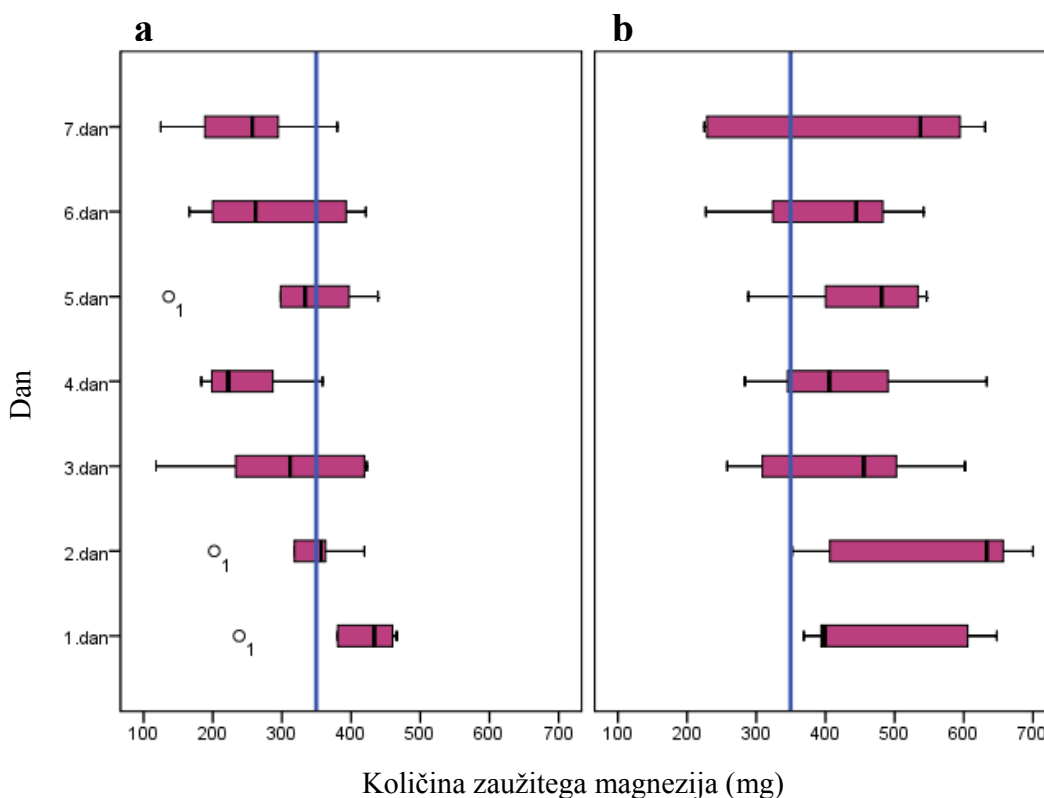 a b
7.dan
6.dan
5.dan
1
4.dan
3.dan
2.dan
1
1.dan
1
Dan
100 200 300 400 500 600 700 100 200 300 400 500 600 700
Količina zaužitega magnezija (mg)